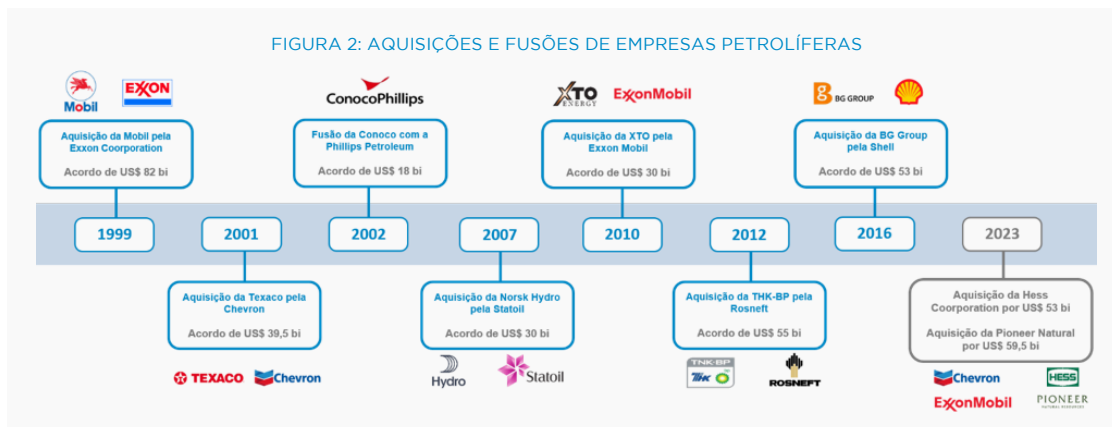 FIGURA 2: AQUISIÇÕES E FUSÕES DE EMPRESAS PETROLÍFERAS
Mobil
EXXON
Aquisição da Mobil pela
Exxon Coorporation
Acordo de US$ 82 bi
ConocoPhillips
Fusão da Conoco com a
Phillips Petroleum
Acordo de US$ 18 bi
XTO
ENERGY
ExxonMobil
Aquisição da XTO pela
Exxon Mobil
Acordo de US$ 30 bi
BG GROUP
Aquisição da BG Group
pela Shell
Acordo de US$ 53 bi
1999
2001
2002
2007
2010
2012
2016
2023
Aquisição da Texaco pela
Chevron
Acordo de US$ 39,5 bi
TEXACO
Chevron
Aquisição da Norsk Hydro
pela Statoil
Acordo de US$ 30 bi
Hydro
Statoil
Aquisição da THK-BP pela
Rosneft
Acordo de US$ 55 bi
TNK-BP
ТНК
ROSNEFT
Aquisição da Hess
Coorporation por US$ 53 bi
Aquisição da Pioneer Natural
por US$ 59,5 bi
Chevron
HESS
ExxonMobil
PIONEER
NATURAL RESOURCES